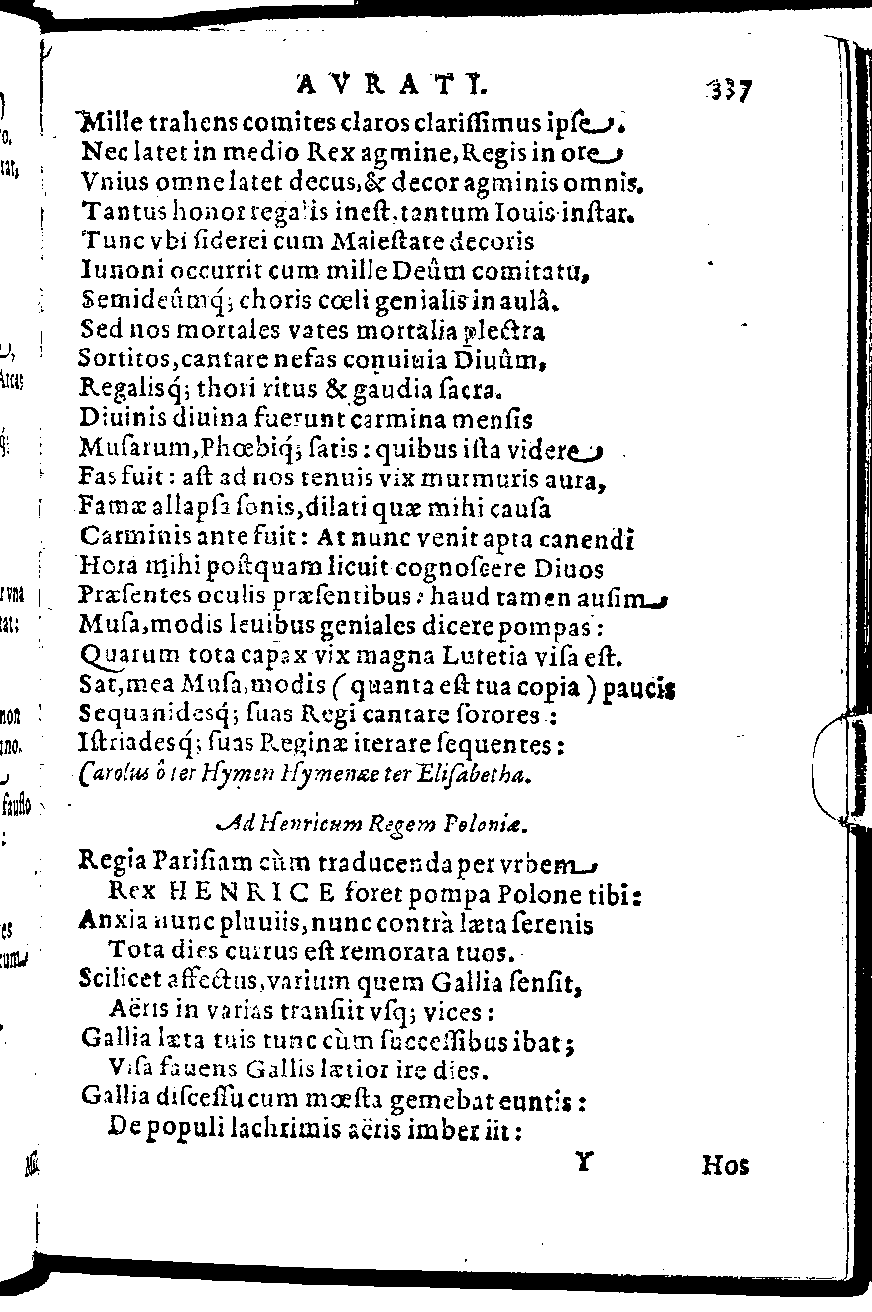 AVRATI. 337
Mille trahens comites claros clariſſimus ipſe.
Nec latet in medio Rex agmine, Regis in ore
Vnius omne latet decus, & decor agminis omnis.
Tantus honor regalis ineſt, tantum Iouis inſtar.
Tunc vbi ſiderei cum Maieſtate decoris
Iunoni occurrit cum mille Deûm comitatu,
Semideûmq́; choris cœli genialis in aulâ.
Sed nos mortales vates mortalia plectra
Sortitos, cantare nefas conuiuia Diuûm,
Regalisq́; thori ritus & gaudia ſacra.
Diuinis diuina fuerunt carmina menſis
Muſarum, Phœbiq́; ſatis: quibus iſta videre
Fas fuit: aſt ad nos tenuis vix murmuris aura,
Famæ allapſa ſonis, dilati quæ mihi cauſa
Carminis ante fuit: At nunc venit apta canendi
Hora mihi poſtquam licuit cognoſcere Diuos
Præſentes oculis præſentibus: haud tamen auſim
Muſa, modis leuibus geniales dicere pompas:
Quarum tota capax vix magna Lutetia viſa eſt.
Sat, mea Muſa, modis (quanta eſt tua copia) paucis
Sequanidesq́; ſuas Regi cantare ſorores:
Iſtriadesq́; ſuas Reginæ iterare ſequentes:
Carolus ô ter Hymen Hymenæe ter Eliſabetha.
Ad Henricum Regem Poloniæ.
Regia Pariſiam cùm traducenda per vrbem
Rex HENRICE foret pompa Polone tibi:
Anxia nunc pluuiis, nunc contrà læta ſerenis
Tota dies currus eſt remorata tuos.
Scilicet affectus, varium quem Gallia ſenſit,
Aëris in varias tranſiit vſq; vices:
Gallia læta tuis tunc cùm ſucceſſibus ibat;
Viſa fauens Gallis lætior ire dies.
Gallia diſceſſu cum mœſta gemebat euntis:
De populi lachrimis aëris imber iit:
Y Hos